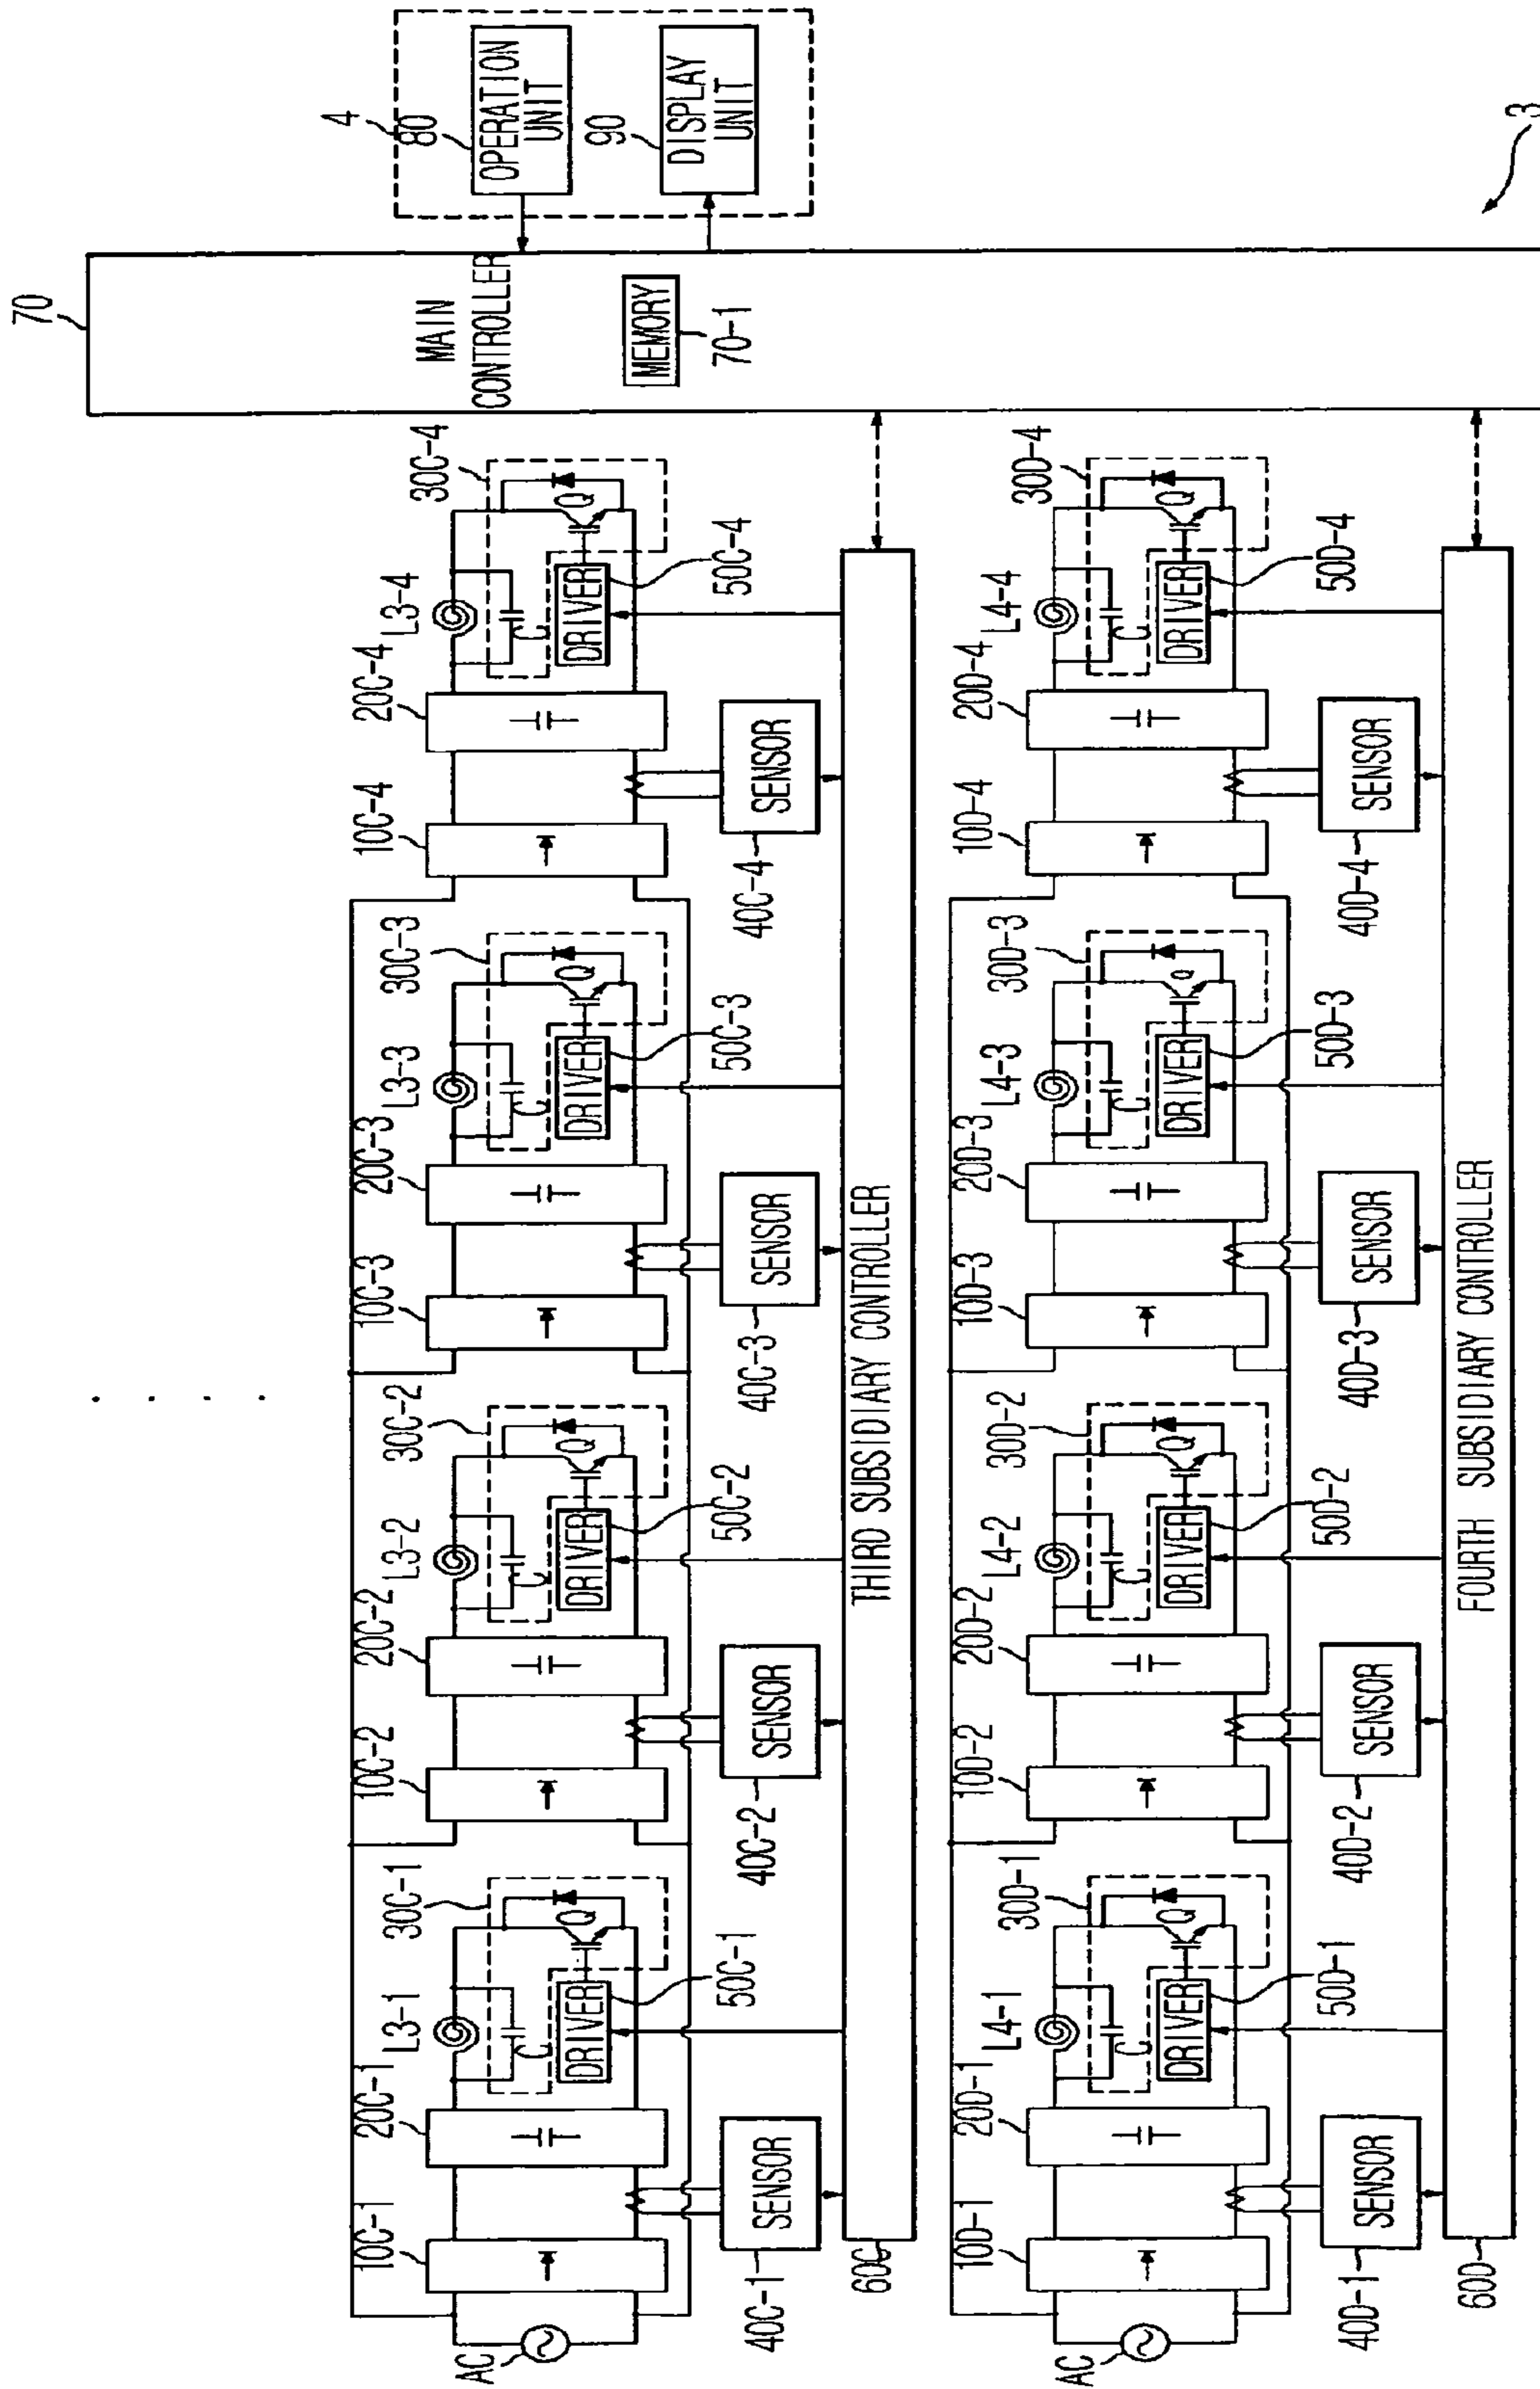 70
MAIN
CONTROLLER
MEMORY
70-1
4
80
OPERATION
UNIT
90
DISPLAY
UNIT
3
. . . .
10C-1
20C-1
L3-1
30C-1
10C-2
20C-2
L3-2
30C-2
10C-3
20C-3
L3-3
30C-3
10C-4
20C-4
L3-4
30C-4
C
Q
C
Q
C
Q
C
Q
DRIVER
DRIVER
DRIVER
DRIVER
AC
SENSOR
50C-1
SENSOR
50C-2
SENSOR
50C-3
SENSOR
50C-4
40C-1
40C-2
40C-3
40C-4
60C
THIRD SUBSIDIARY CONTROLLER
10D-1
20D-1
L4-1
30D-1
10D-2
20D-2
L4-2
30D-2
10D-3
20D-3
L4-3
30D-3
10D-4
20D-4
L4-4
30D-4
C
Q
C
Q
C
Q
C
Q
DRIVER
DRIVER
DRIVER
DRIVER
AC
SENSOR
50D-1
SENSOR
50D-2
SENSOR
50D-3
SENSOR
50D-4
40D-1
40D-2
40D-3
40D-4
60D
FOURTH SUBSIDIARY CONTROLLER